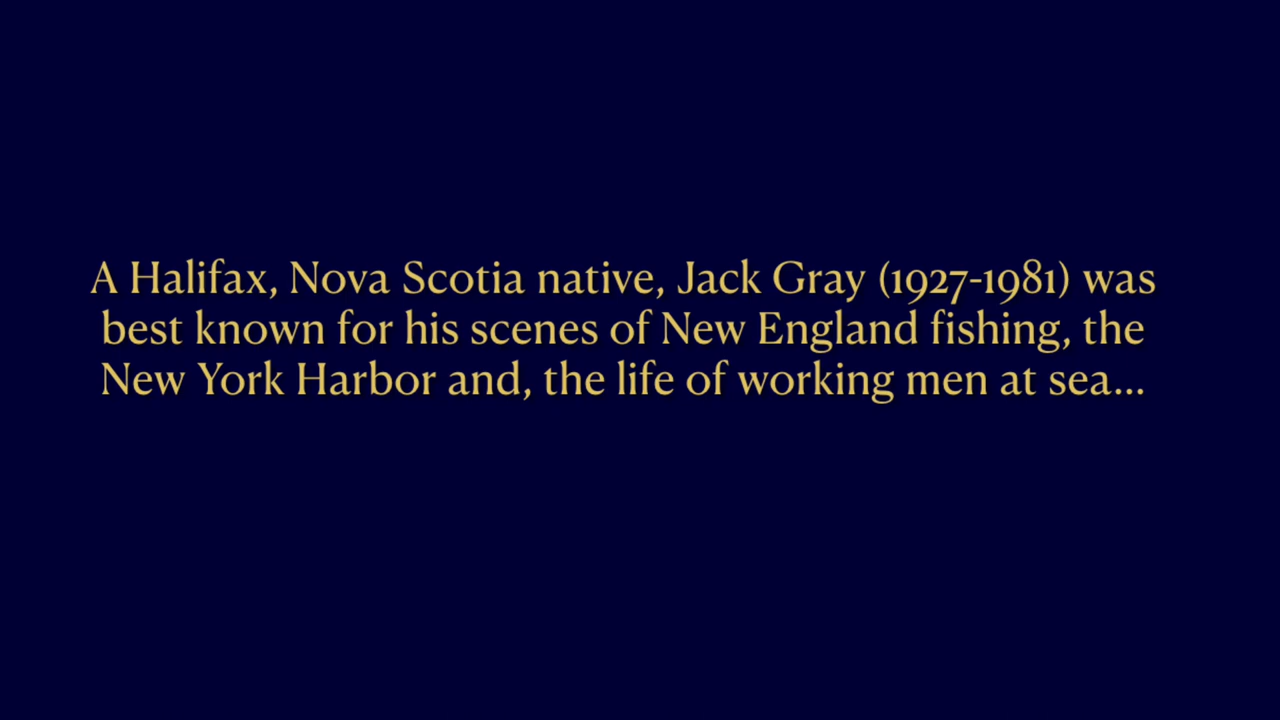 A Halifax, Nova Scotia native, Jack Gray (1927-1981) was
best known for his scenes of New England fishing, the
New York Harbor and, the life of working men at sea...